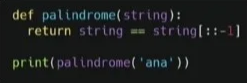 def palindrome(string):
  return string == string[::-1]
print(palindrome('ana'))